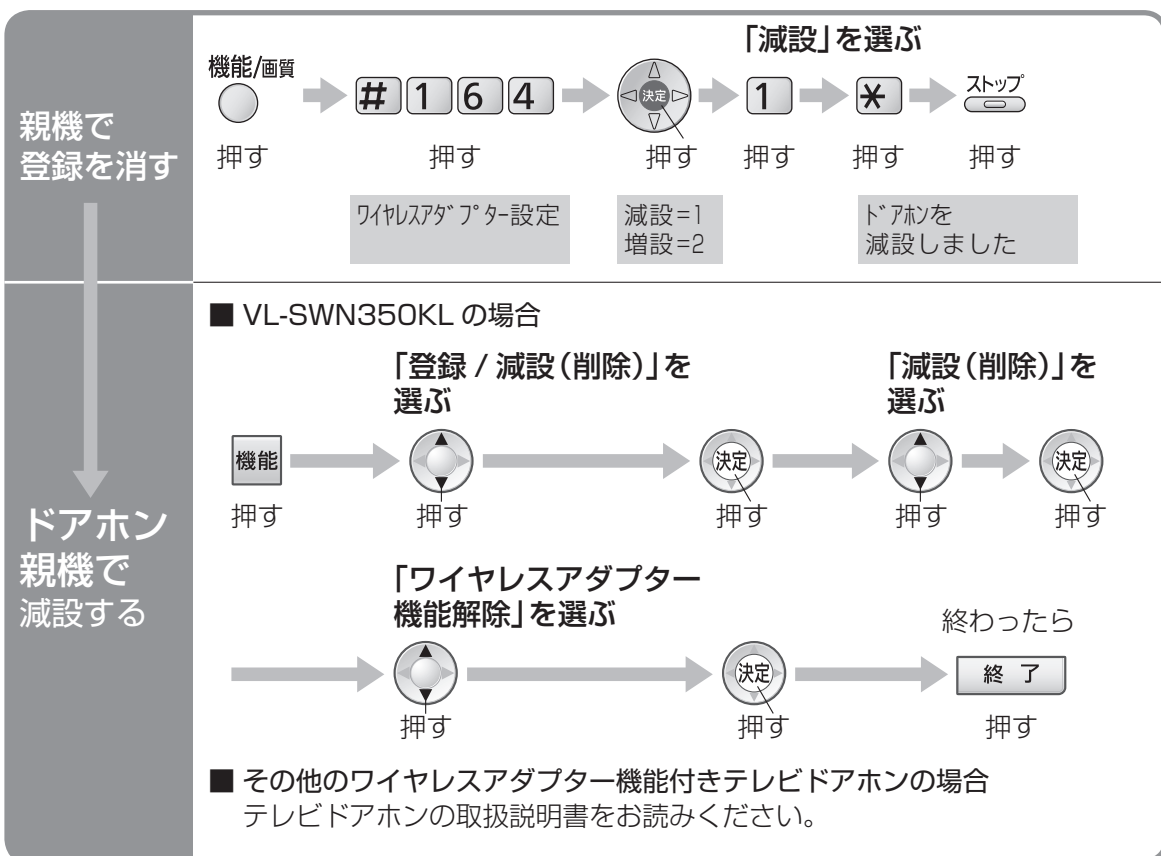 親機で
登録を消す
「減設」を選ぶ
機能/画質
# 1 6 4
決定
1
＊
ストップ
押す 押す 押す 押す 押す 押す
ﾜｲﾔﾚｽｱﾀﾞﾌﾟﾀｰ設定
減設=1
増設=2
ﾄﾞｱﾎﾝを
減設しました
ドアホン
親機で
減設する
■ VL-SWN350KL の場合
「登録 / 減設(削除)」を
選ぶ
「減設(削除)」を
選ぶ
機能 決定 決定
押す 押す 押す 押す 押す
「ワイヤレスアダプター
機能解除」を選ぶ
終わったら
決定 終 了
押す 押す 押す
■ その他のワイヤレスアダプター機能付きテレビドアホンの場合
テレビドアホンの取扱説明書をお読みください。